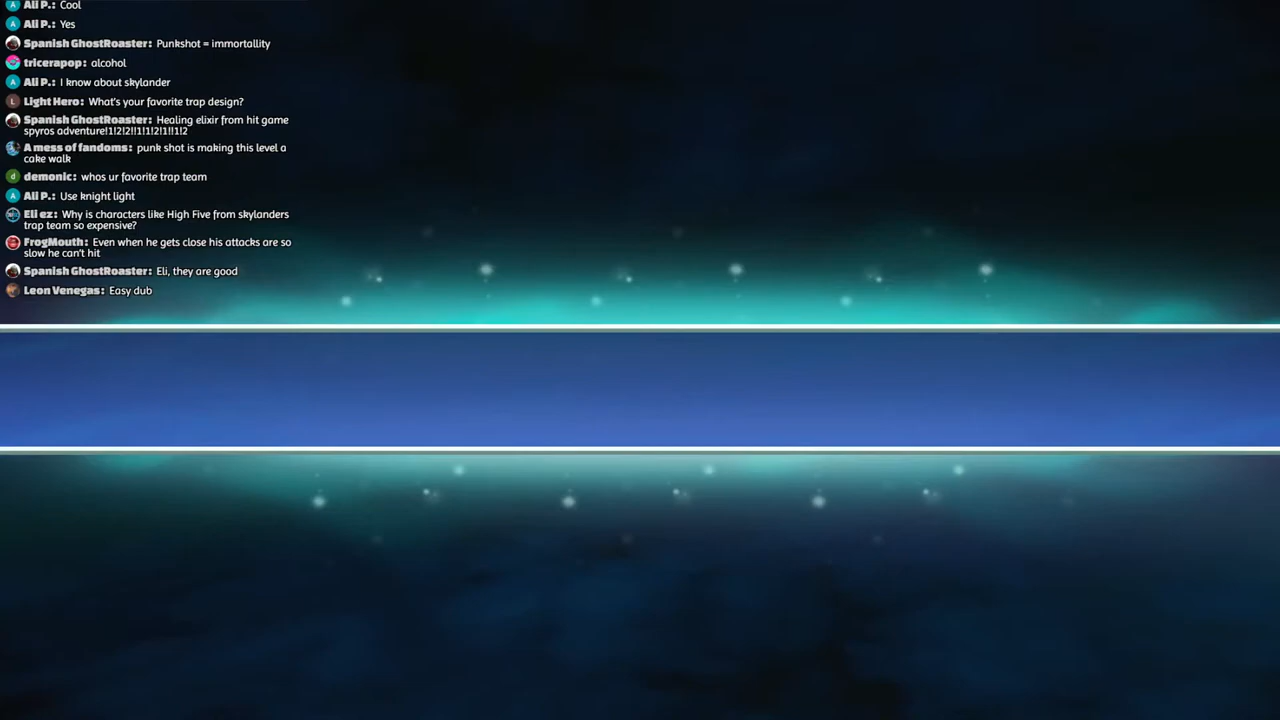 Ali P.: Cool
Ali P.: Yes
Spanish GhostRoaster: Punkshot = immortallity
tricerapop: alcohol
Ali P.: I know about skylander
Light Hero: What's your favorite trap design?
Spanish GhostRoaster: Healing elixir from hit game
spyros adventure!1!2!2!!1!1!2!1!!1!2
A mess of fandoms: punk shot is making this level a
cake walk
demonic: whos ur favorite trap team
Ali P.: Use knight light
Eli ez: Why is characters like High Five from skylanders
trap team so expensive?
FrogMouth: Even when he gets close his attacks are so
slow he can't hit
Spanish GhostRoaster: Eli, they are good
Leon Venegas: Easy dub